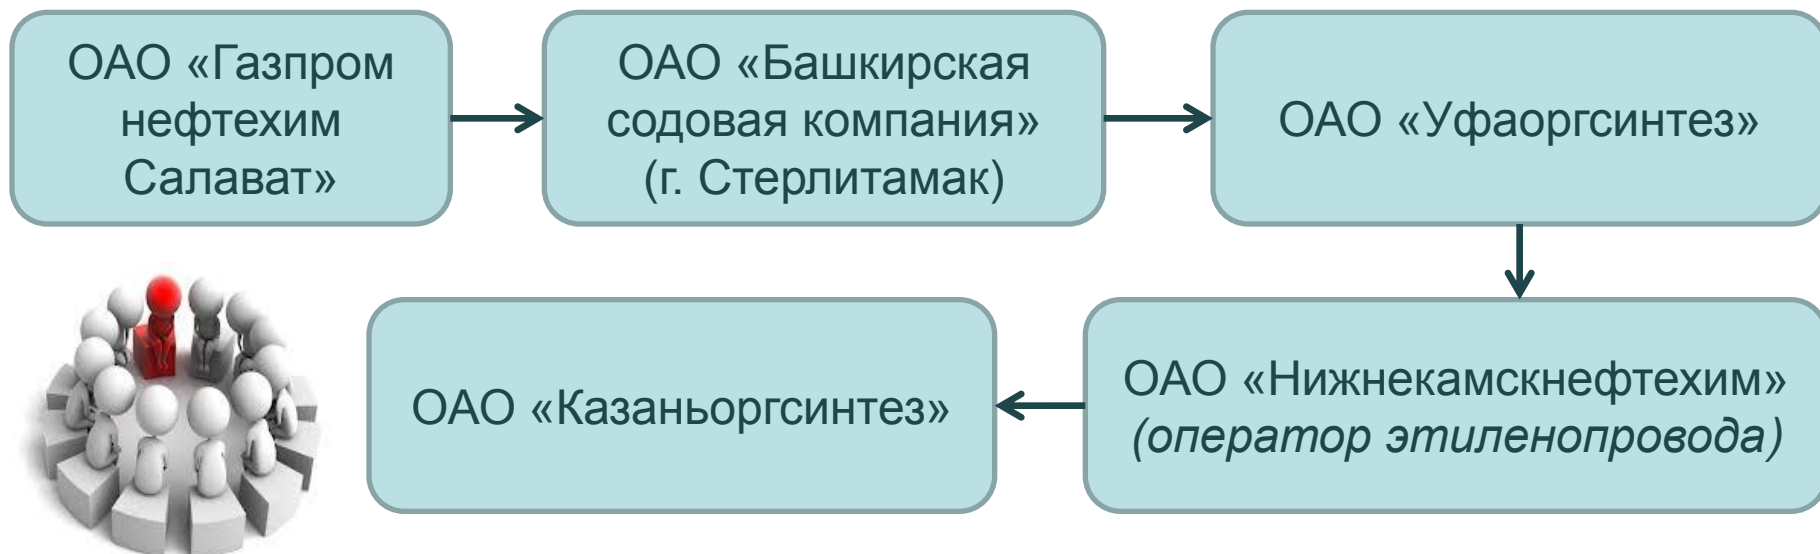 ОАО «Газпром
нефтехим
Салават»
ОАО «Башкирская
содовая компания»
(г. Стерлитамак)
ОАО «Уфаоргсинтез»
ОАО «Нижнекамскнефтехим»
(оператор этиленопровода)
ОАО «Казаньоргсинтез»